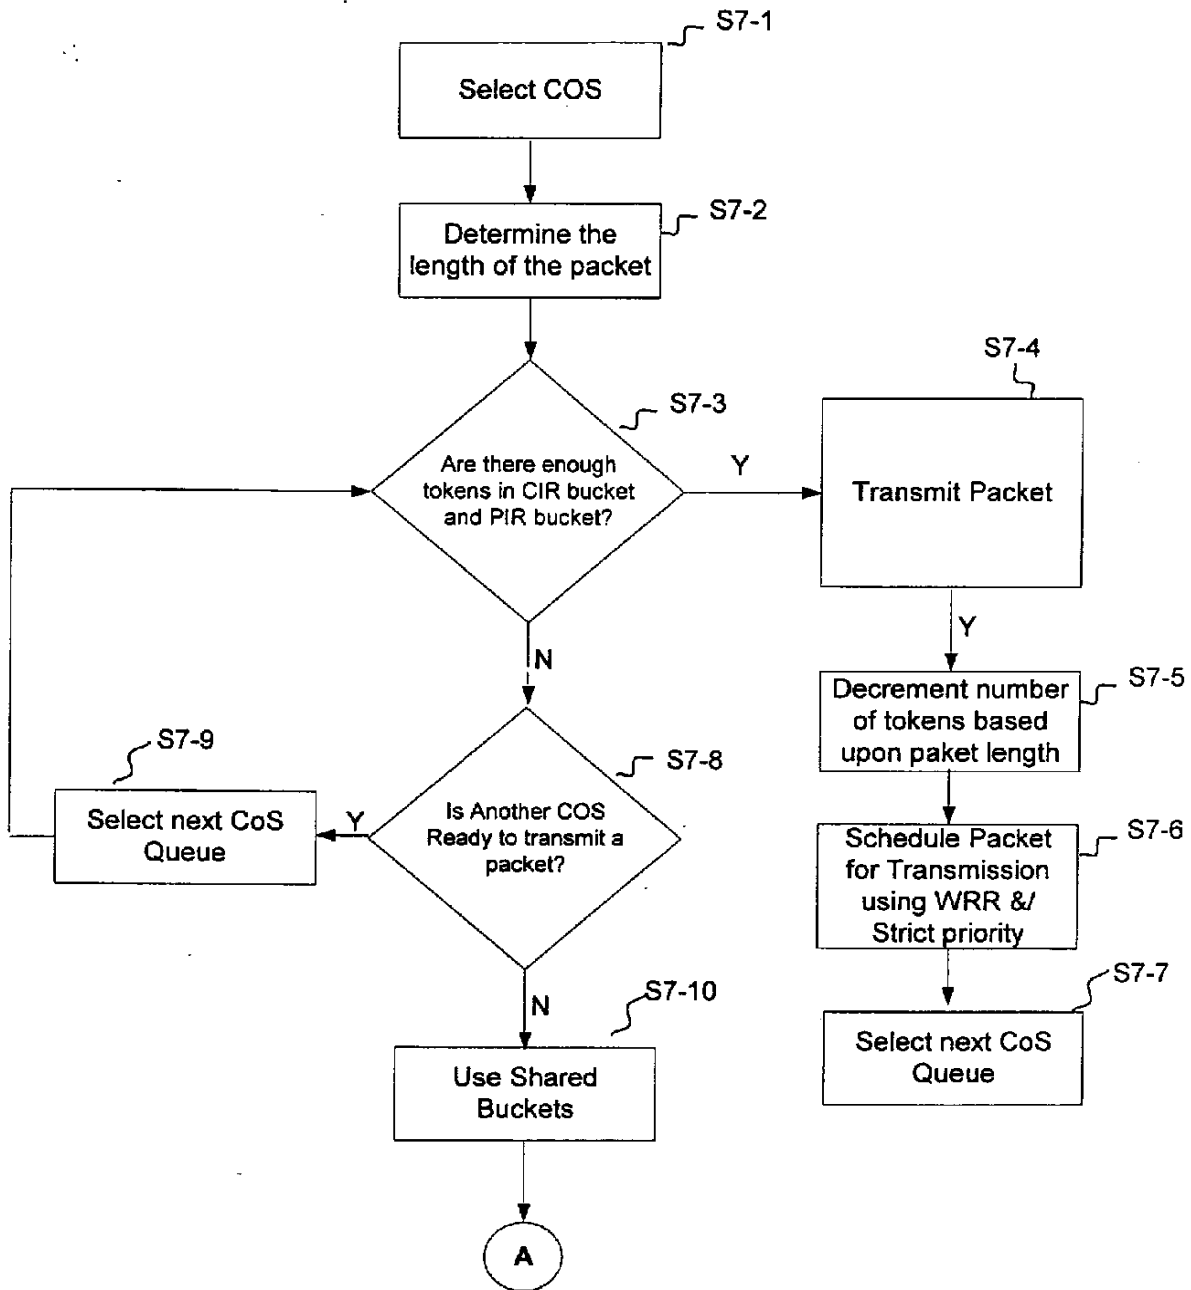 S7-1
Select COS
S7-2
Determine the
length of the packet
S7-4
S7-3
Are there enough
tokens in CIR bucket
and PIR bucket?
Y
Transmit Packet
Y
N
S7-5
Decrement number
of tokens based
upon paket length
S7-9
S7-8
Select next CoS
Queue
Y
Is Another COS
Ready to transmit a
packet?
S7-6
Schedule Packet
for Transmission
using WRR &/
Strict priority
S7-7
N
S7-10
Select next CoS
Queue
Use Shared
Buckets
A